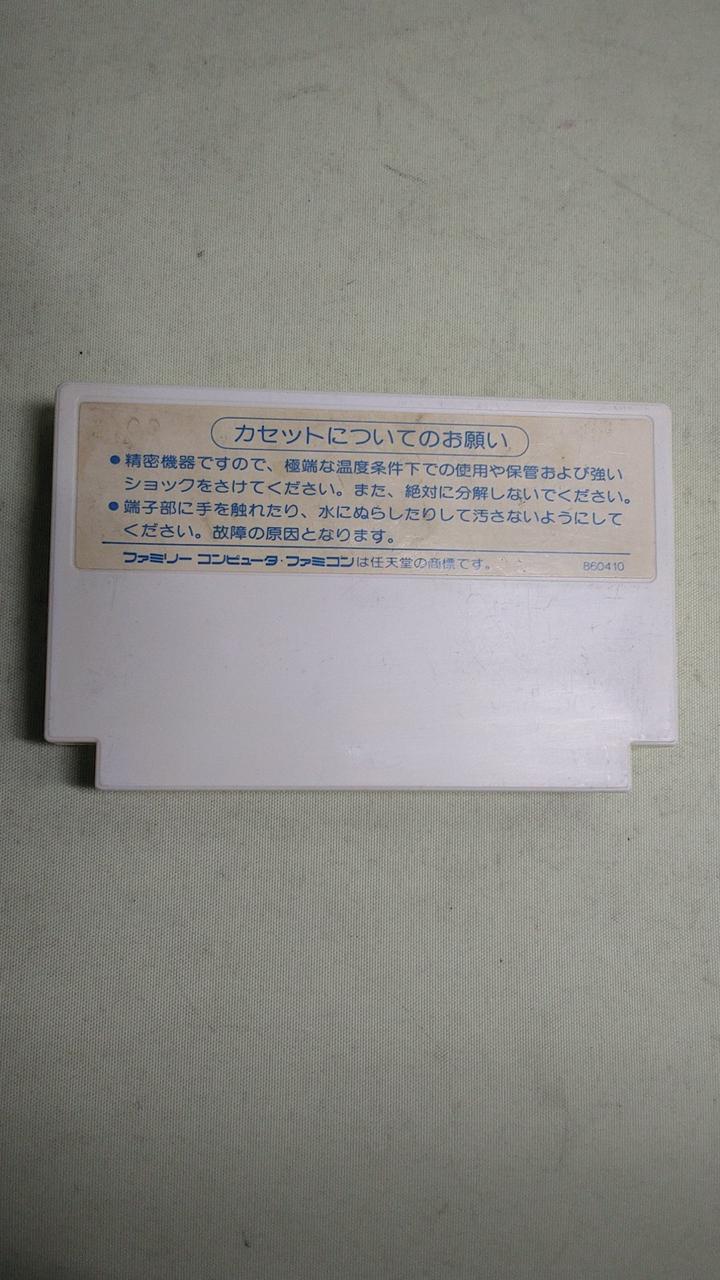 カセットについてのお願い
●精密機器ですので、極端な温度条件下での使用や保管および強い
ショックをさけてください。また、絶対に分解しないでください。
●端子部に手を触れたり、水にぬらしたりして汚さないようにして
ください。故障の原因となります。
ファミリー コンピュータ・ファミコンは任天堂の商標です。 860410